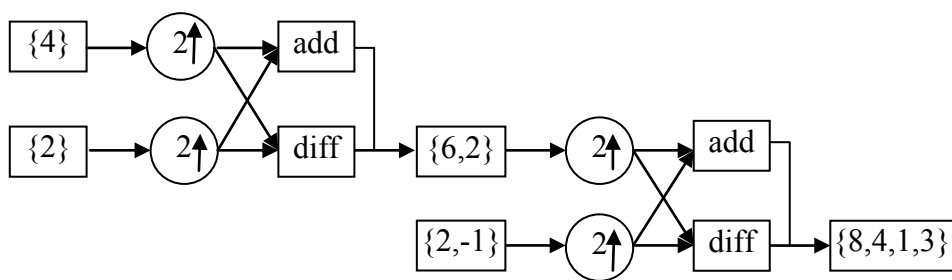 {4} 2↑ add
{2} 2↑ diff {6,2} 2↑ add
{2,-1} 2↑ diff {8,4,1,3}